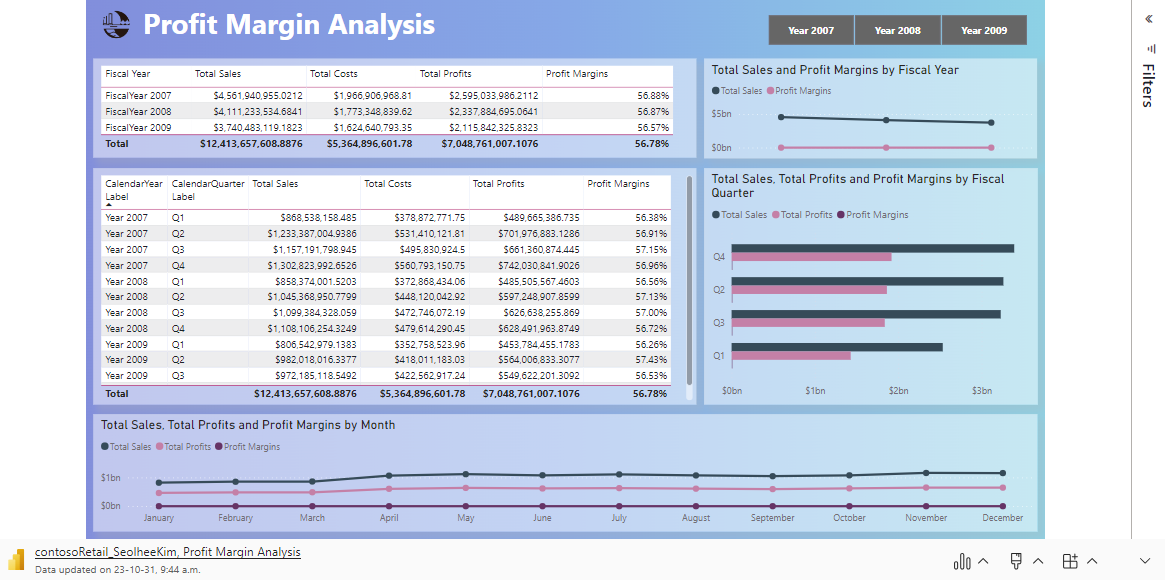 Profit Margin Analysis
Year 2007 Year 2008 Year 2009
«
Filters
Fiscal Year Total Sales Total Costs Total Profits Profit Margins
FiscalYear 2007 $4,561,940,955.0212 $1,966,906,968.81 $2,595,033,986.2112 56.88%
FiscalYear 2008 $4,111,233,534.6841 $1,773,348,839.62 $2,337,884,695.0641 56.87%
FiscalYear 2009 $3,740,483,119.1823 $1,624,640,793.35 $2,115,842,325.8323 56.57%
Total $12,413,657,608.8876 $5,364,896,601.78 $7,048,761,007.1076 56.78%
Total Sales and Profit Margins by Fiscal Year
Total Sales Profit Margins
$5bn
$0bn
CalendarYear CalendarQuarter Total Sales Total Costs Total Profits Profit Margins
Label Label
Year 2007 Q1 $868,538,158.485 $378,872,771.75 $489,665,386.735 56.38%
Year 2007 Q2 $1,233,387,004.9386 $531,410,121.81 $701,976,883.1286 56.91%
Year 2007 Q3 $1,157,191,798.945 $495,830,924.5 $661,360,874.445 57.15%
Year 2007 Q4 $1,302,823,992.6526 $560,793,150.75 $742,030,841.9026 56.96%
Year 2008 Q1 $858,374,001.5203 $372,868,434.06 $485,505,567.4603 56.56%
Year 2008 Q2 $1,045,368,950.7799 $448,120,042.92 $597,248,907.8599 57.13%
Year 2008 Q3 $1,099,384,328.059 $472,746,072.19 $626,638,255.869 57.00%
Year 2008 Q4 $1,108,106,254.3249 $479,614,290.45 $628,491,963.8749 56.72%
Year 2009 Q1 $806,542,979.1383 $352,758,523.96 $453,784,455.1783 56.26%
Year 2009 Q2 $982,018,016.3377 $418,011,183.03 $564,006,833.3077 57.43%
Year 2009 Q3 $972,185,118.5492 $422,562,917.24 $549,622,201.3092 56.53%
Total $12,413,657,608.8876 $5,364,896,601.78 $7,048,761,007.1076 56.78%
Total Sales, Total Profits and Profit Margins by Fiscal
Quarter
Total Sales Total Profits Profit Margins
Q4
Q2
Q3
Q1
$0bn $1bn $2bn $3bn
Total Sales, Total Profits and Profit Margins by Month
Total Sales Total Profits Profit Margins
$1bn
$0bn
January February March April May June July August September October November December
contosoRetail_SeolheeKim, Profit Margin Analysis
Data updated on 23-10-31, 9:44 a.m.